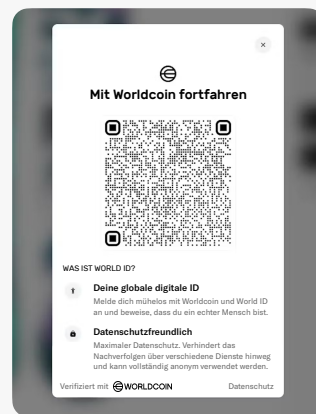 Mit Worldcoin fortfahren
WAS IST WORLD ID?
Deine globale digitale ID
Melde dich mühelos mit Worldcoin und World ID
an und beweise, dass du ein echter Mensch bist.
Datenschutzfreundlich
Maximaler Datenschutz. Verhindert das
Nachverfolgen über verschiedene Dienste hinweg
und kann vollständig anonym verwendet werden.
Verifiziert mit WORLDCOIN Datenschutz